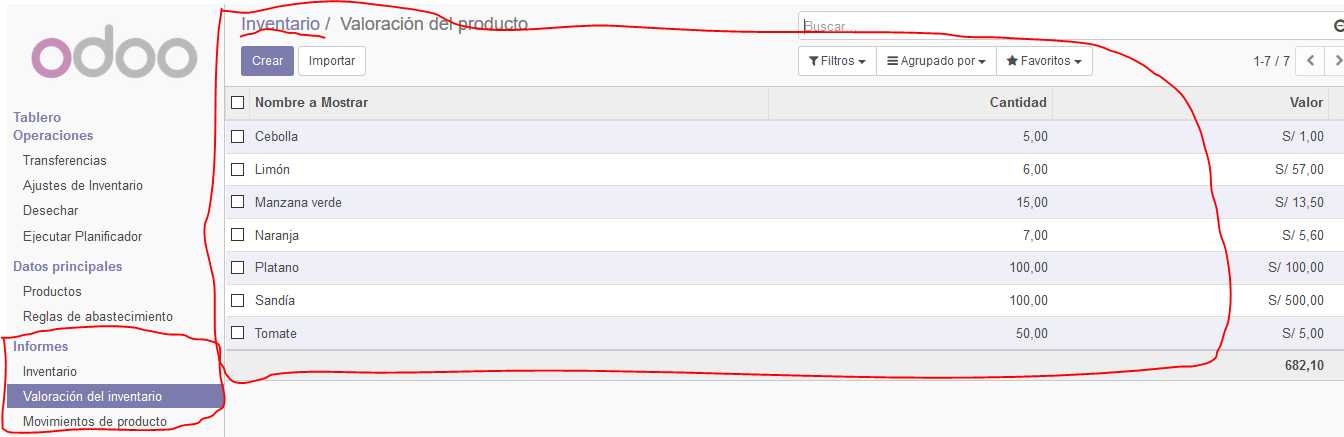 odoo
Tablero
Operaciones
Transferencias
Ajustes de Inventario
Desechar
Ejecutar Planificador
Datos principales
Productos
Reglas de abastecimiento
Informes
Inventario
Valoración del inventario
Movimientos de producto
Inventario / Valoración del producto
Buscar...
Crear Importar Filtros Agrupado por Favoritos 1-7 / 7
Nombre a Mostrar Cantidad Valor
Cebolla 5,00 S/ 1,00
Limón 6,00 S/ 57,00
Manzana verde 15,00 S/ 13,50
Naranja 7,00 S/ 5,60
Platano 100,00 S/ 100,00
Sandía 100,00 S/ 500,00
Tomate 50,00 S/ 5,00
682,10